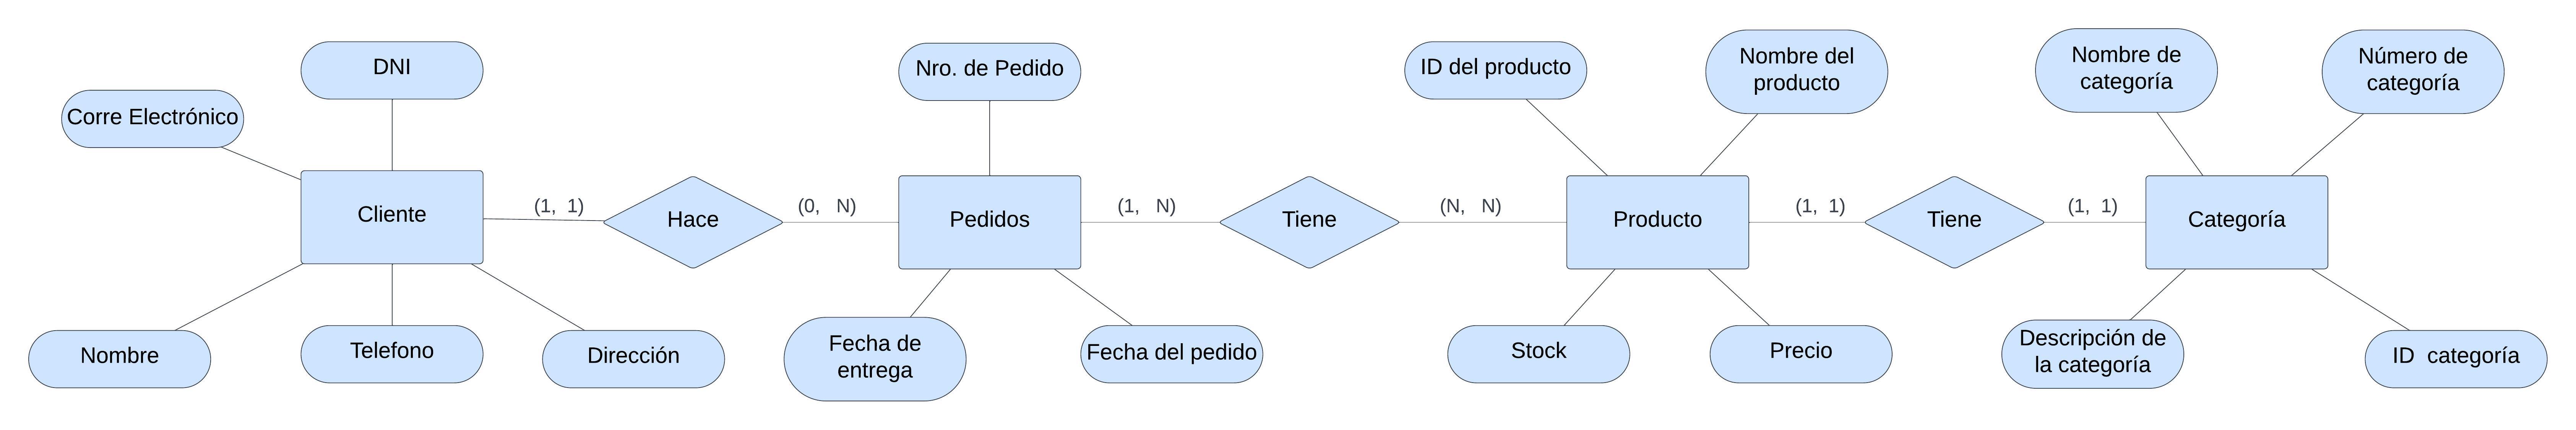 DNI
Nro. de Pedido
ID del producto
Nombre del
producto
Nombre de
categoría
Número de
categoría
Corre Electrónico
Cliente
(1, 1)
Hace
(0, N)
Pedidos
(1, N)
Tiene
(N, N)
Producto
(1, 1)
Tiene
(1, 1)
Categoría
Nombre
Telefono
Dirección
Fecha de
entrega
Fecha del pedido
Stock
Precio
Descripción de
la categoría
ID categoría